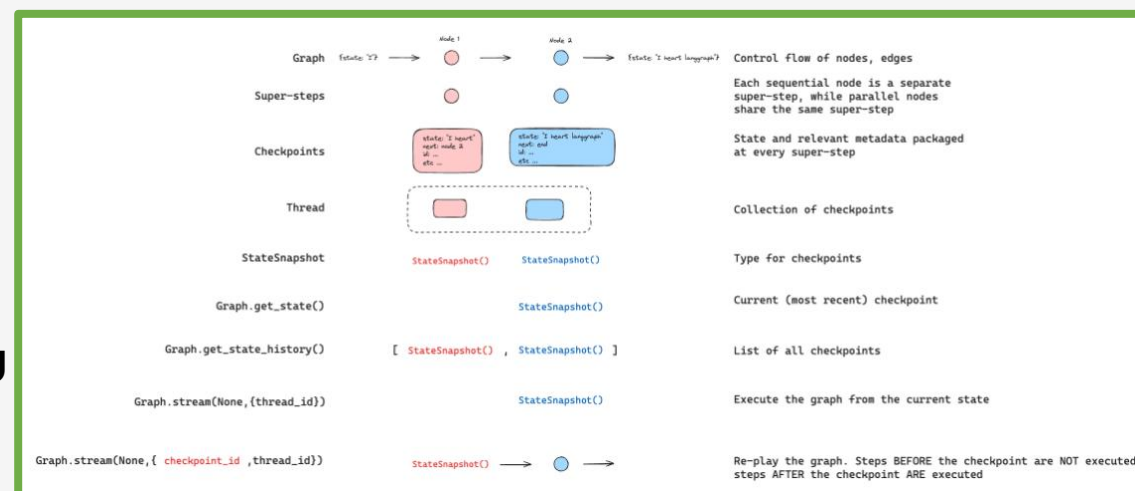 Node 1
Node 2
Graph {state: 'I'} {state: 'I heart langgraph'} Control flow of nodes, edges
Super-steps
Each sequential node is a separate
super-step, while parallel nodes
share the same super-step
Checkpoints
state: 'I heart'
next: node 2
id: ...
etc ...
state: 'I heart langgraph'
next: end
id: ...
etc ...
State and relevant metadata packaged
at every super-step
Thread
Collection of checkpoints
StateSnapshot StateSnapshot() StateSnapshot() Type for checkpoints
Graph.get_state() StateSnapshot() Current (most recent) checkpoint
Graph.get_state_history() [ StateSnapshot() , StateSnapshot() ] List of all checkpoints
Graph.stream(None,{thread_id}) StateSnapshot() Execute the graph from the current state
Graph.stream(None,{ checkpoint_id ,thread_id}) StateSnapshot() Re-play the graph. Steps BEFORE the checkpoint are NOT executed
steps AFTER the checkpoint ARE executed